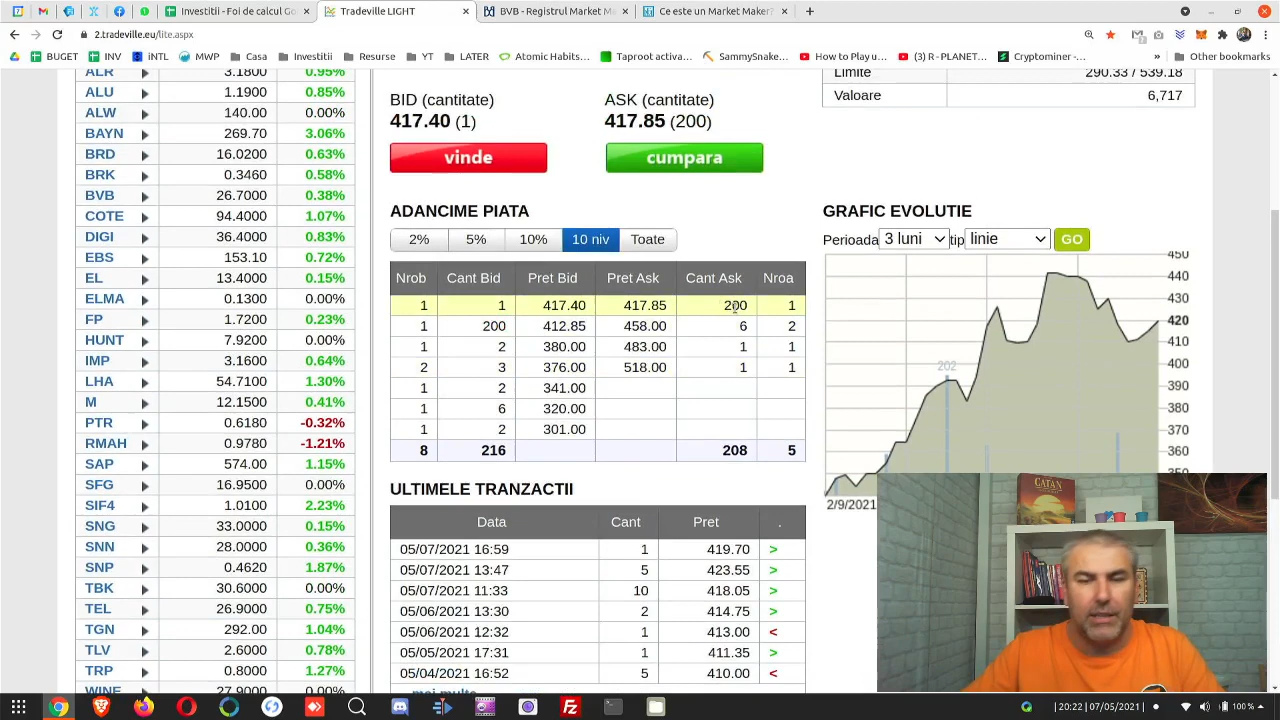 Investitii - Foi de calcul Go
Tradeville LIGHT
BVB - Registrul Market M
Ce este un Market Maker?
2.tradeville.eu/lite.aspx
BUGET
INV
iNTL
MWP
Casa
Investitii
Resurse
YT
LATER
Atomic Habits...
Taproot activat...
SammySnake...
How to Play u...
(3) R - PLANET...
Cryptominer -...
Other bookmarks
ALR 3.1800 0.95%
ALU 1.1900 0.85%
ALW 140.00 0.00%
BAYN 269.70 3.06%
BRD 16.0200 0.63%
BRK 0.3460 0.58%
BVB 26.7000 0.38%
COTE 94.4000 1.07%
DIGI 36.4000 0.83%
EBS 153.10 0.72%
EL 13.4000 0.15%
ELMA 0.1300 0.00%
FP 1.7200 0.23%
HUNT 7.9200 0.00%
IMP 3.1600 0.64%
LHA 54.7100 1.30%
M 12.1500 0.41%
PTR 0.6180 -0.32%
RMAH 0.9780 -1.21%
SAP 574.00 1.15%
SFG 16.9500 0.00%
SIF4 1.0100 2.23%
SNG 33.0000 0.15%
SNN 28.0000 0.36%
SNP 0.4620 1.87%
TBK 30.6000 0.00%
TEL 26.9000 0.75%
TGN 292.00 1.04%
TLV 2.6000 0.78%
TRP 0.8000 1.27%
WINE 27.9000 0.00%
BID (cantitate)
417.40 (1)
vinde
ASK (cantitate)
417.85 (200)
cumpara
Limite 290.33 / 539.18
Valoare 6,717
ADANCIME PIATA
2% 5% 10% 10 niv Toate
Nrob Cant Bid Pret Bid Pret Ask Cant Ask Nroa
1 1 417.40 417.85 200 1
1 200 412.85 458.00 6 2
1 2 380.00 483.00 1 1
2 3 376.00 518.00 1 1
1 2 341.00
1 6 320.00
1 2 301.00
8 216 208 5
ULTIMELE TRANZACTII
Data Cant Pret .
05/07/2021 16:59 1 419.70 >
05/07/2021 13:47 5 423.55 >
05/07/2021 11:33 10 418.05 >
05/06/2021 13:30 2 414.75 >
05/06/2021 12:32 1 413.00 <
05/05/2021 17:31 1 411.35 >
05/04/2021 16:52 5 410.00 <
mai multe
GRAFIC EVOLUTIE
Perioada 3 luni tip linie GO
450
440
430
420
410
400
390
380
370
360
350
202
2/9/2021
CATAN
20:22 | 07/05/2021
100 %